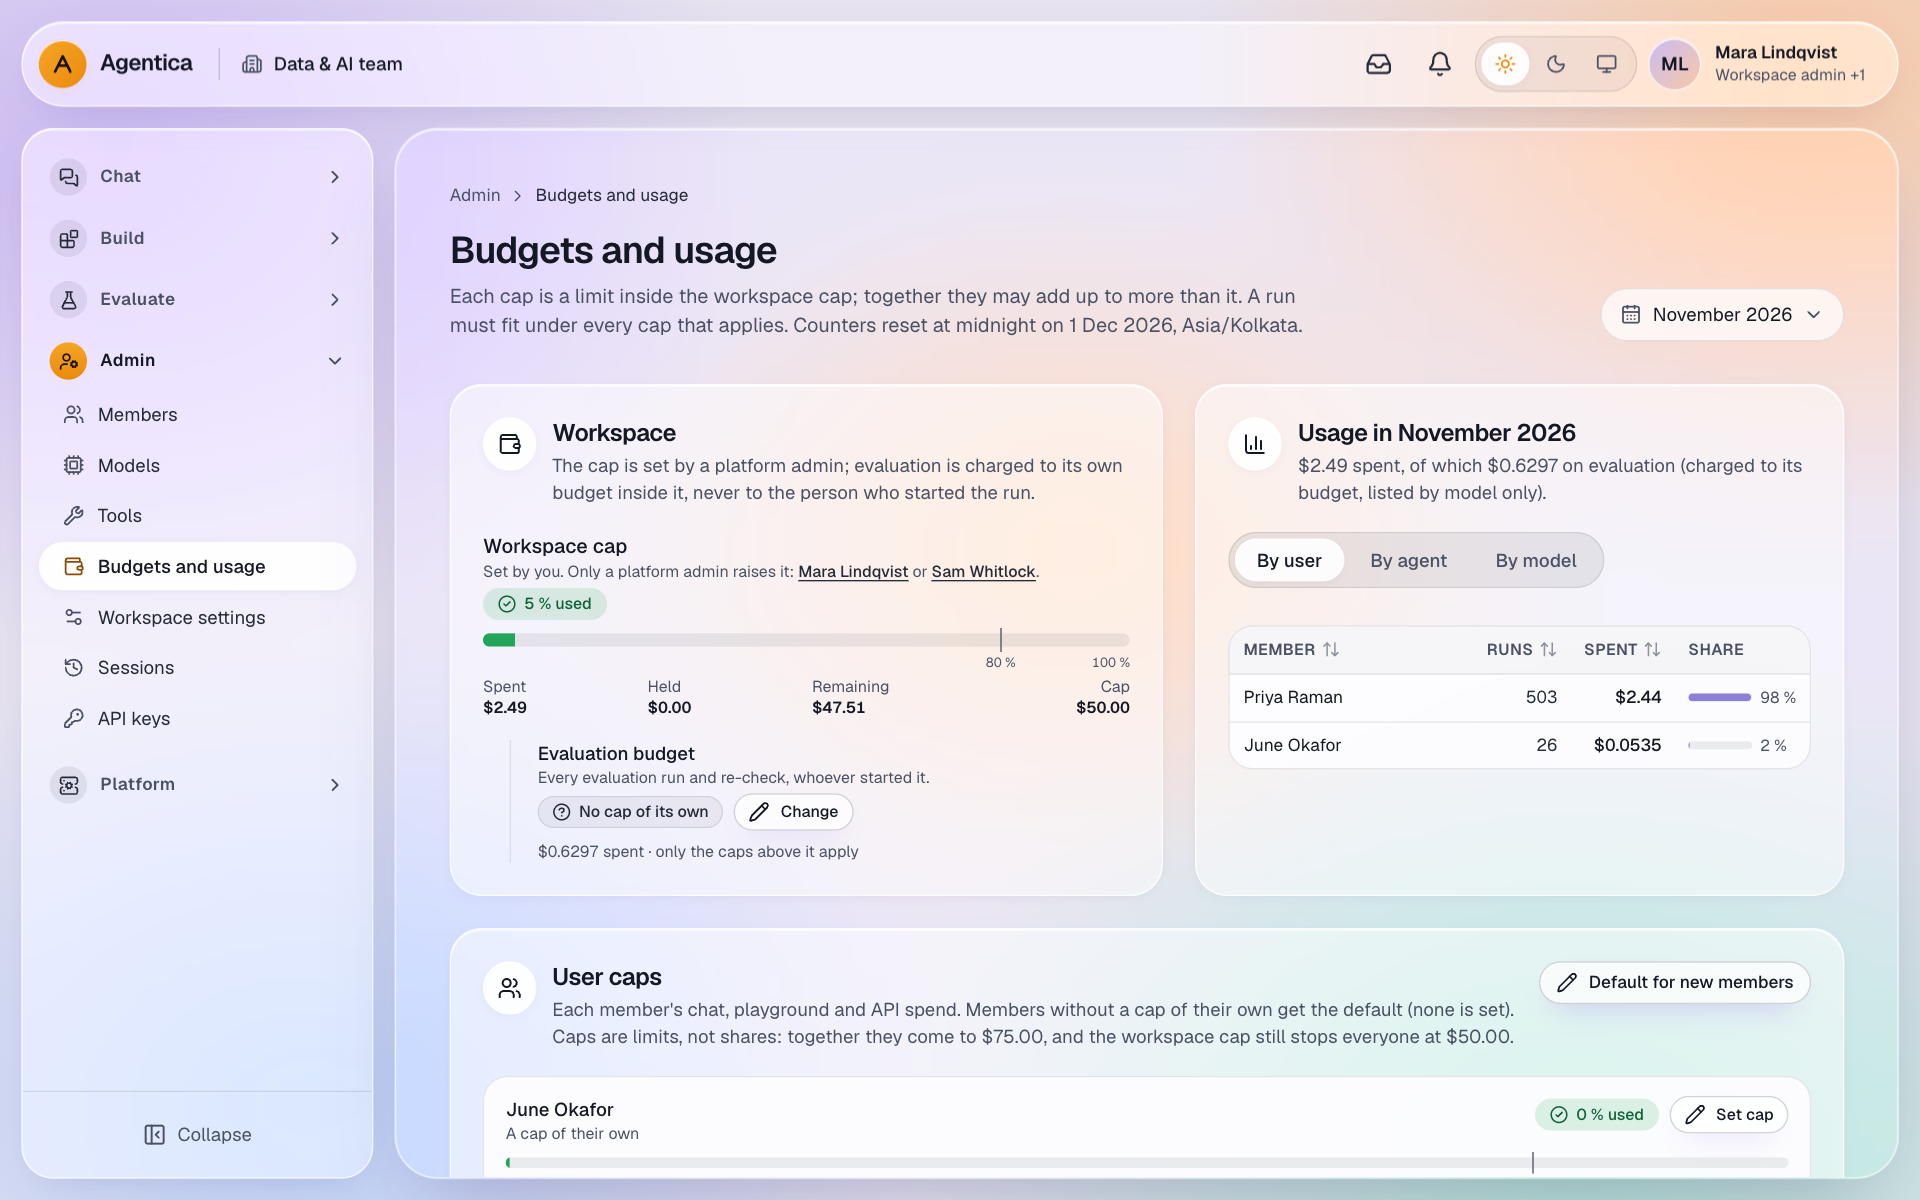 Agentica
Data & AI team
ML
Mara Lindqvist
Workspace admin +1
Chat
Build
Evaluate
Admin
Members
Models
Tools
Budgets and usage
Workspace settings
Sessions
API keys
Platform
Collapse
Admin > Budgets and usage
Budgets and usage
Each cap is a limit inside the workspace cap; together they may add up to more than it. A run
must fit under every cap that applies. Counters reset at midnight on 1 Dec 2026, Asia/Kolkata.
November 2026
Workspace
The cap is set by a platform admin; evaluation is charged to its own
budget inside it, never to the person who started the run.
Workspace cap
Set by you. Only a platform admin raises it: Mara Lindqvist or Sam Whitlock.
5 % used
80 % 100 %
Spent Held Remaining Cap
$2.49 $0.00 $47.51 $50.00
Evaluation budget
Every evaluation run and re-check, whoever started it.
No cap of its own Change
$0.6297 spent · only the caps above it apply
Usage in November 2026
$2.49 spent, of which $0.6297 on evaluation (charged to its
budget, listed by model only).
By user By agent By model
MEMBER RUNS SPENT SHARE
Priya Raman 503 $2.44 98 %
June Okafor 26 $0.0535 2 %
User caps
Each member's chat, playground and API spend. Members without a cap of their own get the default (none is set).
Caps are limits, not shares: together they come to $75.00, and the workspace cap still stops everyone at $50.00.
Default for new members
June Okafor
A cap of their own
0 % used Set cap